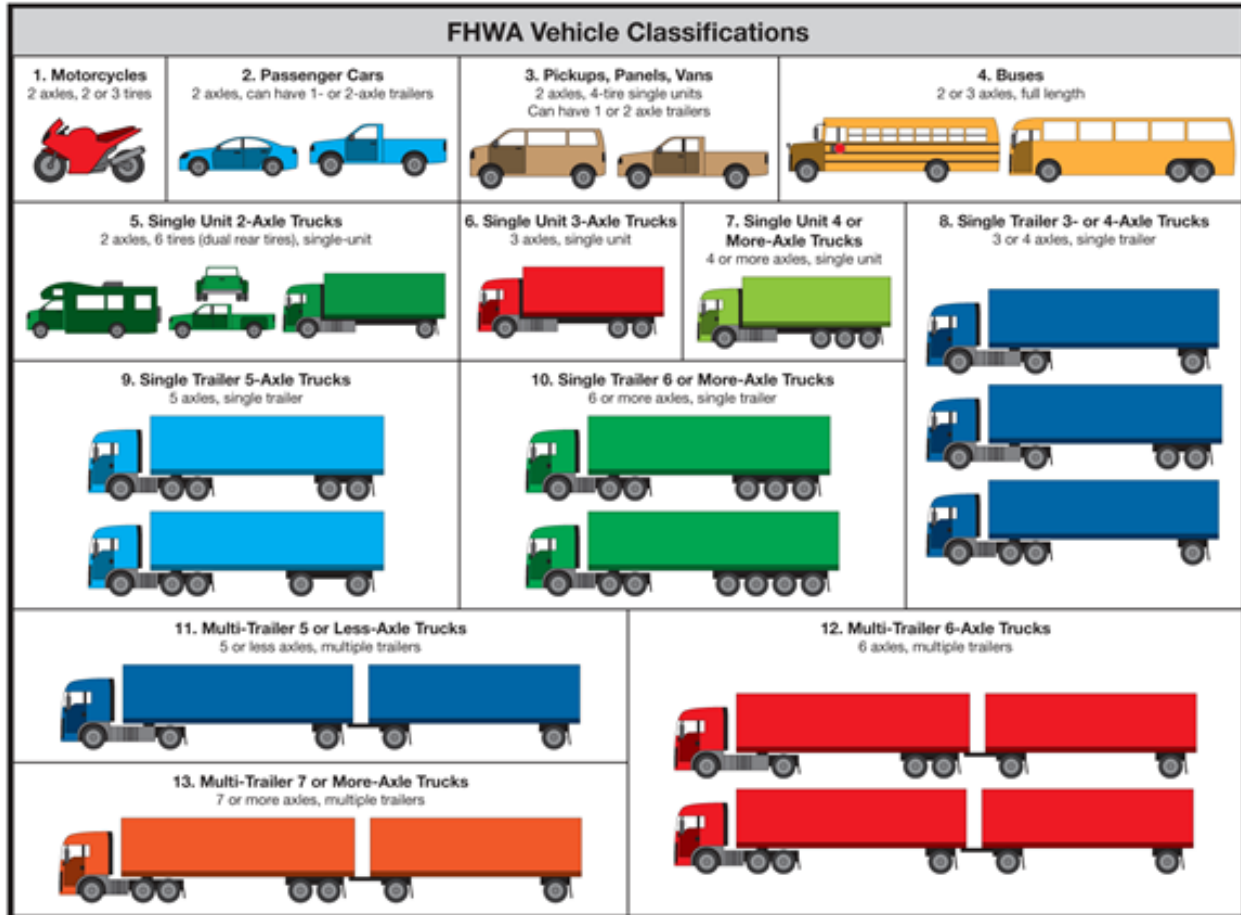 FHWA Vehicle Classifications
1. Motorcycles
2 axles, 2 or 3 tires
2. Passenger Cars
2 axles, can have 1- or 2-axle trailers
3. Pickups, Panels, Vans
2 axles, 4-tire single units
Can have 1 or 2 axle trailers
4. Buses
2 or 3 axles, full length
5. Single Unit 2-Axle Trucks
2 axles, 6 tires (dual rear tires), single-unit
6. Single Unit 3-Axle Trucks
3 axles, single unit
7. Single Unit 4 or
More-Axle Trucks
4 or more axles, single unit
8. Single Trailer 3- or 4-Axle Trucks
3 or 4 axles, single trailer
9. Single Trailer 5-Axle Trucks
5 axles, single trailer
10. Single Trailer 6 or More-Axle Trucks
6 or more axles, single trailer
11. Multi-Trailer 5 or Less-Axle Trucks
5 or less axles, multiple trailers
12. Multi-Trailer 6-Axle Trucks
6 axles, multiple trailers
13. Multi-Trailer 7 or More-Axle Trucks
7 or more axles, multiple trailers